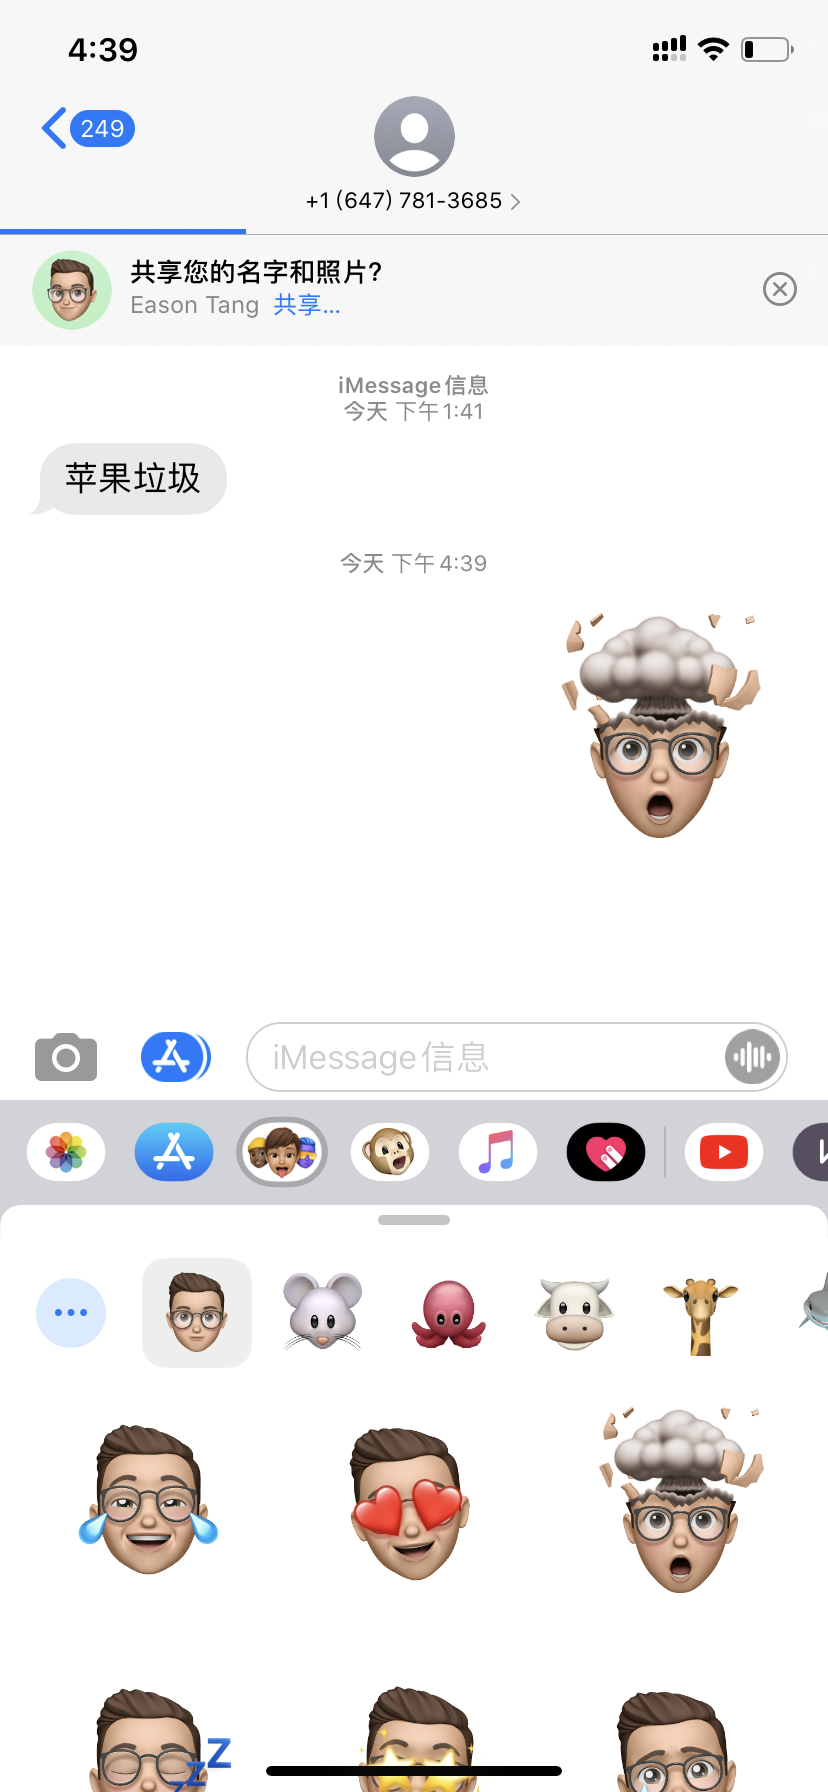 4:39
249
+1 (647) 781-3685
共享您的名字和照片?
Eason Tang 共享...
iMessage信息
今天 下午1:41
苹果垃圾
今天 下午4:39
iMessage信息